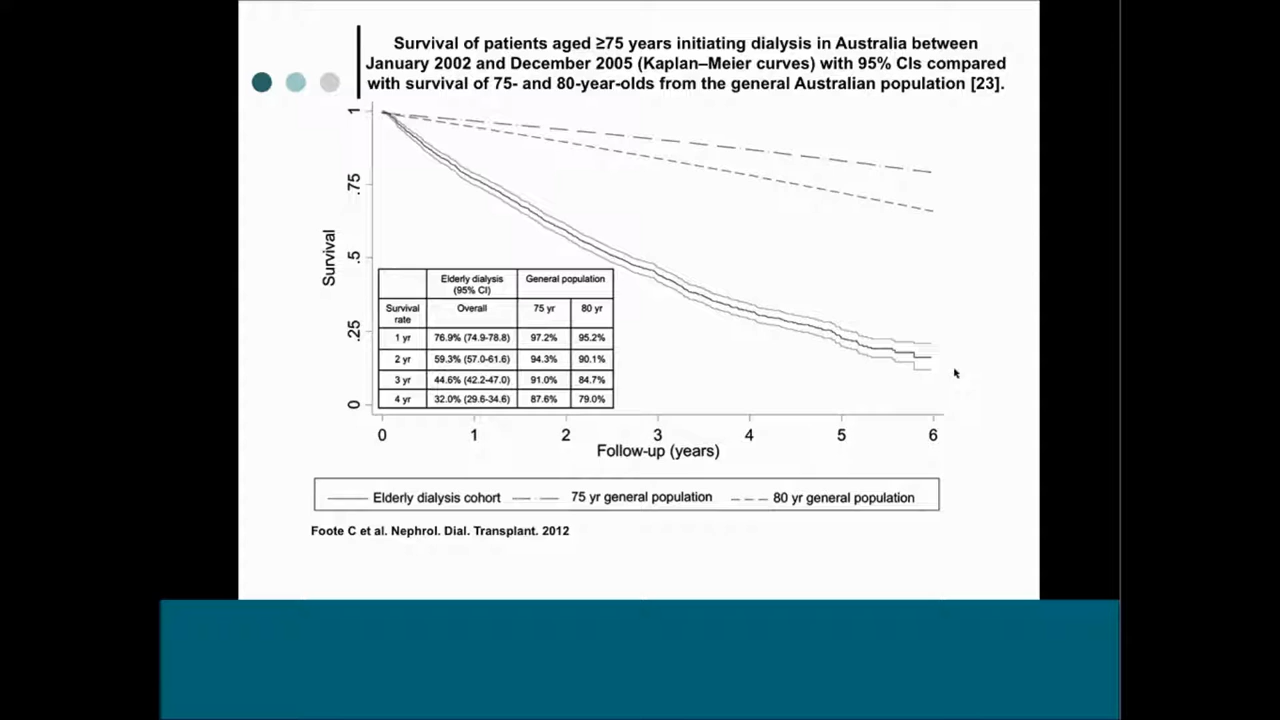 Survival of patients aged ≥75 years initiating dialysis in Australia between
January 2002 and December 2005 (Kaplan–Meier curves) with 95% CIs compared
with survival of 75- and 80-year-olds from the general Australian population [23].
1
.75
.5
.25
0
Survival
Elderly dialysis (95% CI) General population
Survival rate Overall 75 yr 80 yr
1 yr 76.9% (74.9-78.8) 97.2% 95.2%
2 yr 59.3% (57.0-61.6) 94.3% 90.1%
3 yr 44.6% (42.2-47.0) 91.0% 84.7%
4 yr 32.0% (29.6-34.6) 87.6% 79.0%
0 1 2 3 4 5 6
Follow-up (years)
Elderly dialysis cohort 75 yr general population 80 yr general population
Foote C et al. Nephrol. Dial. Transplant. 2012